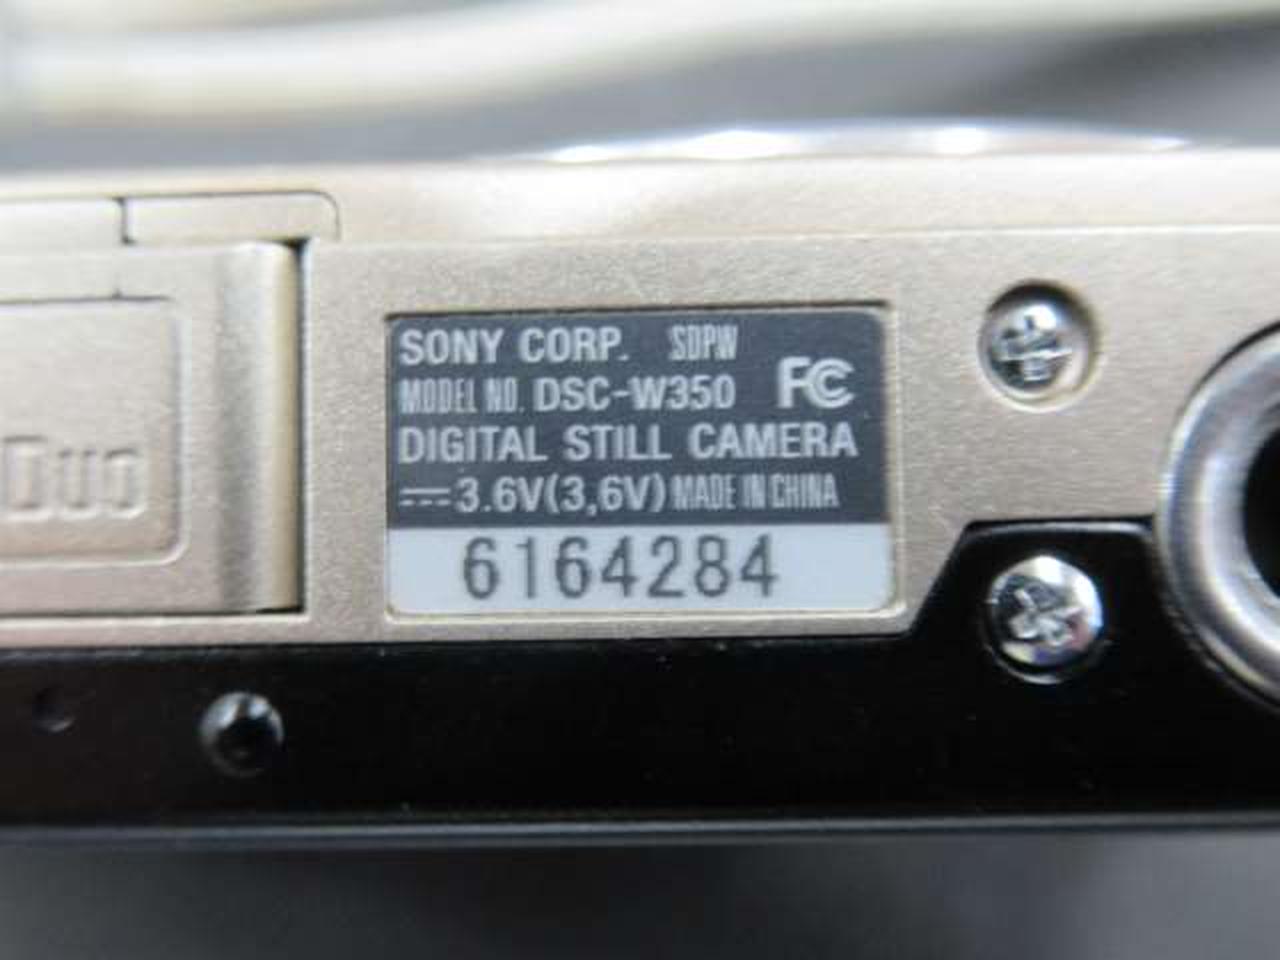 SONY CORP. SDPW
MODEL NO. DSC-W350 FC
DIGITAL STILL CAMERA
3.6V(3,6V) MADE IN CHINA
6164284
Duo